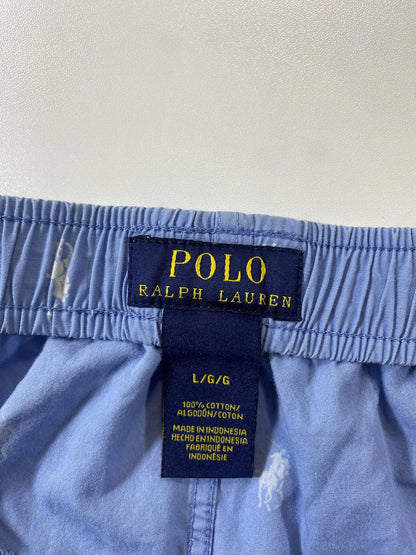 POLO
RALPH LAUREN
L/G/G
100% COTTON/
ALGODÓN/COTON
MADE IN INDONESIA
HECHO EN INDONESIA
FABRIQUÉ EN
INDONÉSIE